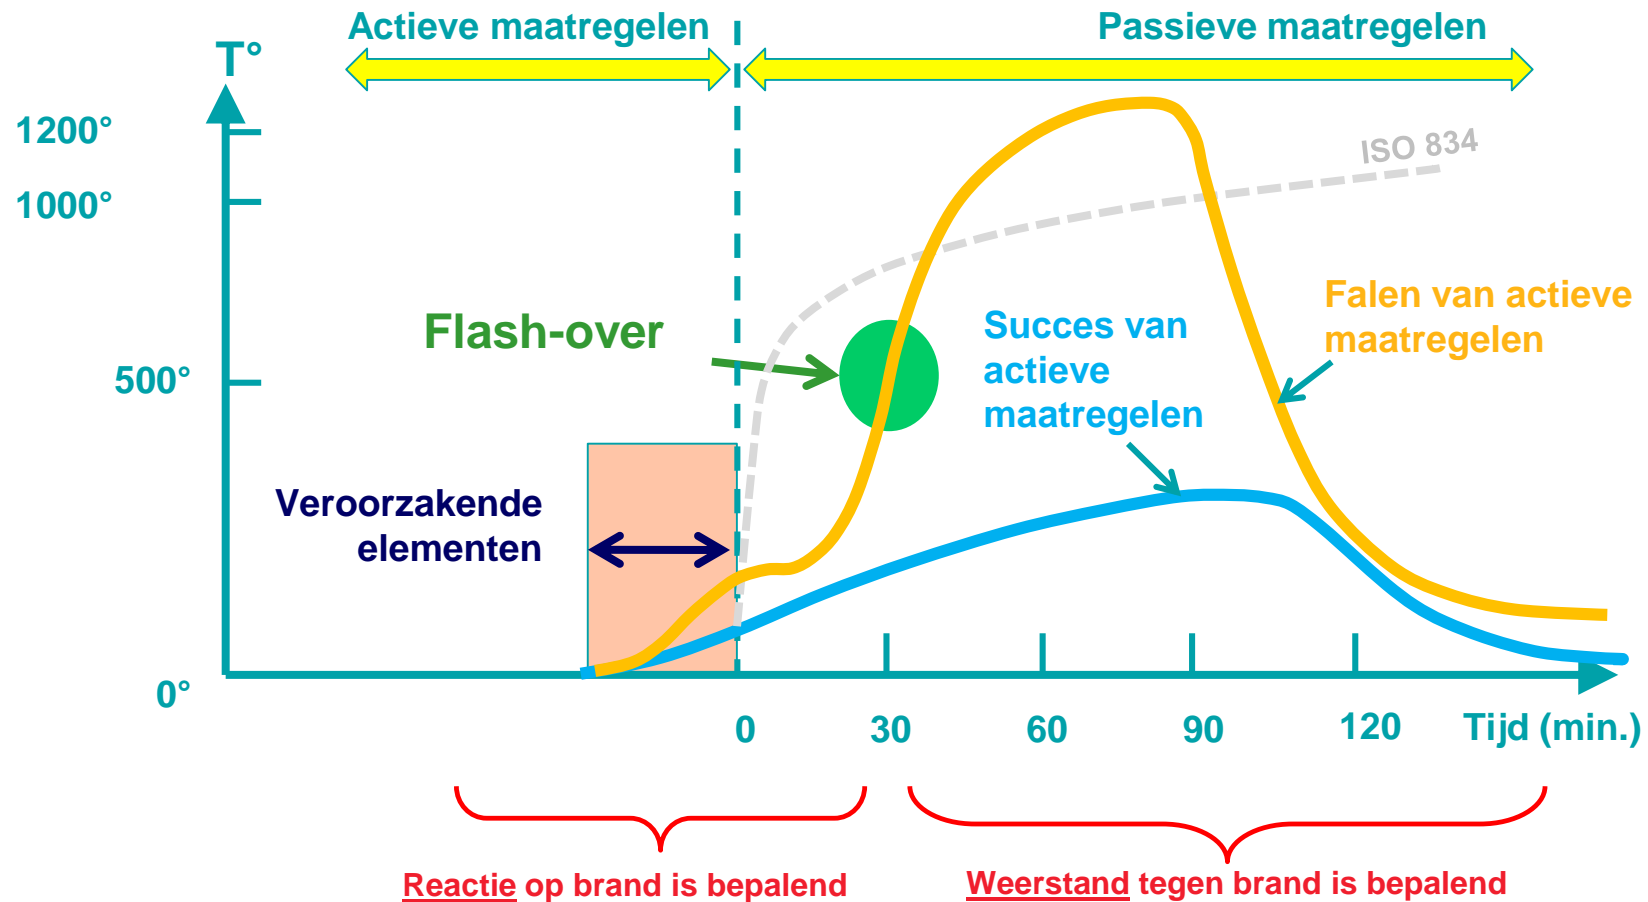 Actieve maatregelen
Passieve maatregelen
T°
1200°
ISO 834
1000°
Falen van actieve
maatregelen
Succes van
actieve
maatregelen
Flash-over
500°
Veroorzakende
elementen
0°
0 30 60 90 120 Tijd (min.)
Reactie op brand is bepalend
Weerstand tegen brand is bepalend